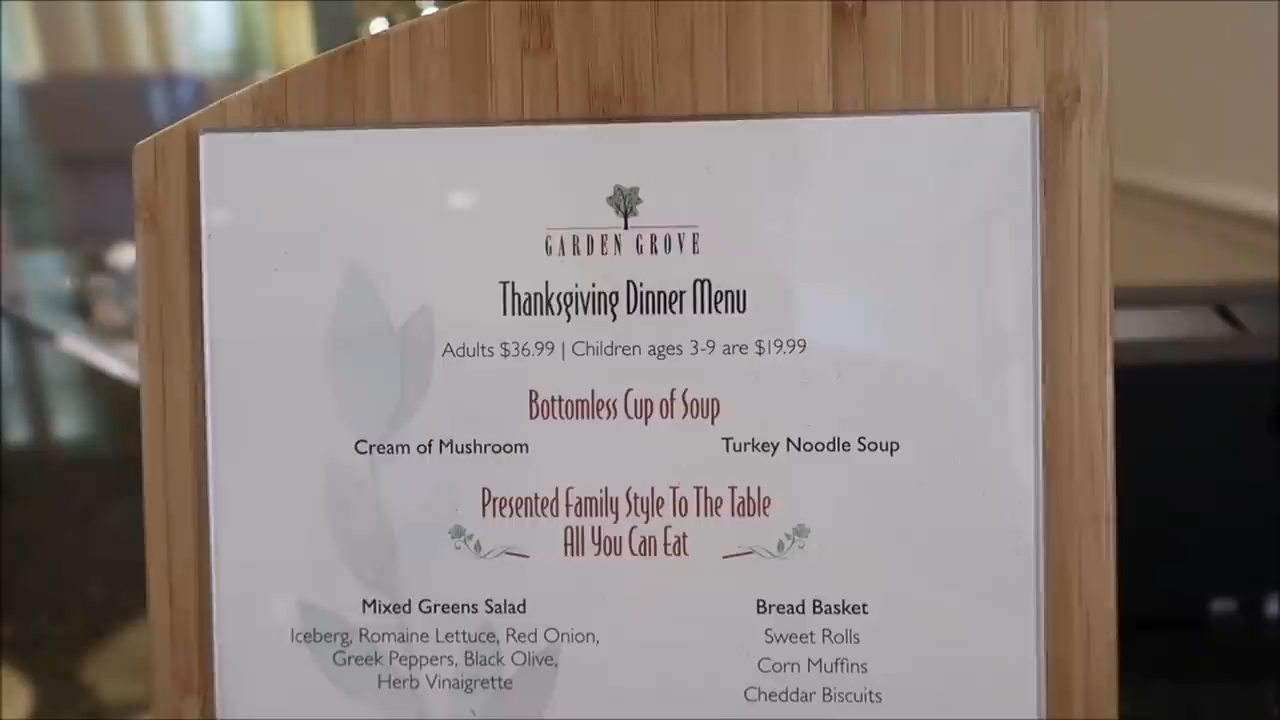 GARDEN GROVE
Thanksgiving Dinner Menu
Adults $36.99 | Children ages 3-9 are $19.99
Bottomless Cup of Soup
Cream of Mushroom
Turkey Noodle Soup
Presented Family Style To The Table
All You Can Eat
Mixed Greens Salad
Iceberg, Romaine Lettuce, Red Onion,
Greek Peppers, Black Olive,
Herb Vinaigrette
Bread Basket
Sweet Rolls
Corn Muffins
Cheddar Biscuits